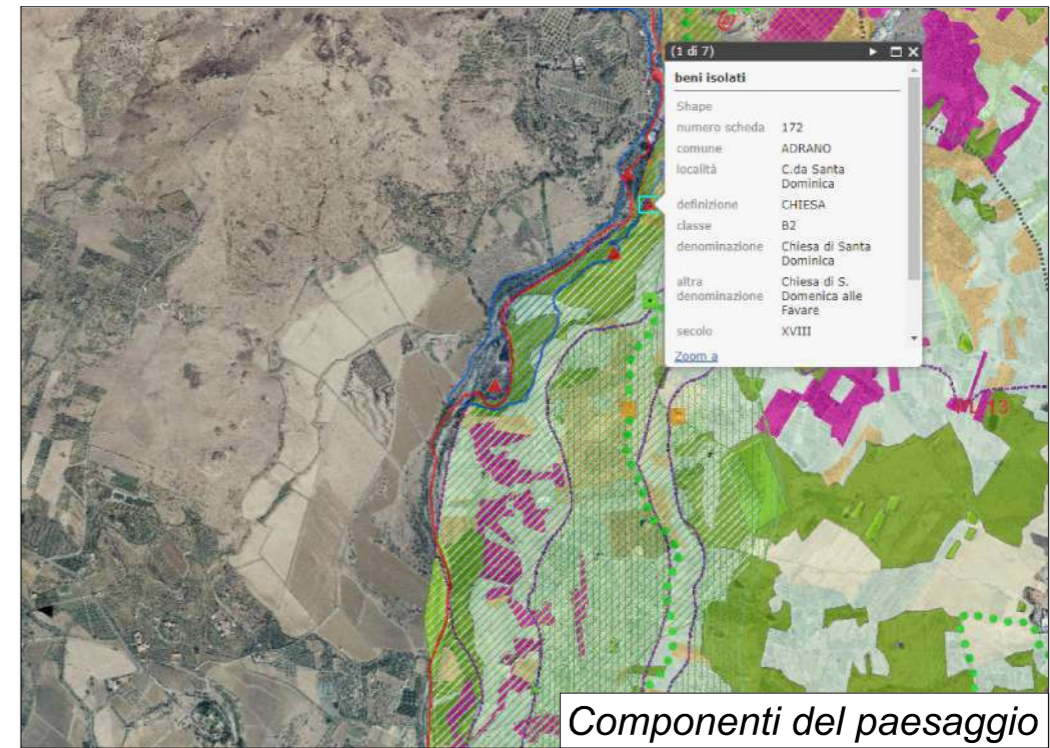 (1 di 7)
beni isolati
Shape
numero scheda 172
comune ADRANO
località C.da Santa
Dominica
definizione CHIESA
classe B2
denominazione Chiesa di Santa
Dominica
altra Chiesa di S.
denominazione Domenica alle
Favare
secolo XVIII
Zoom a
Componenti del paesaggio